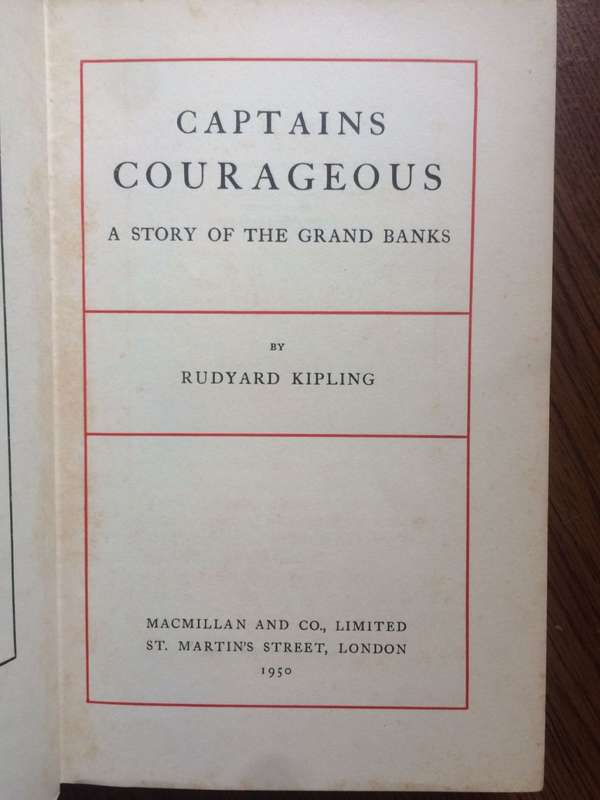 CAPTAINS
COURAGEOUS
A STORY OF THE GRAND BANKS
BY
RUDYARD KIPLING
MACMILLAN AND CO., LIMITED
ST. MARTIN'S STREET, LONDON
1950